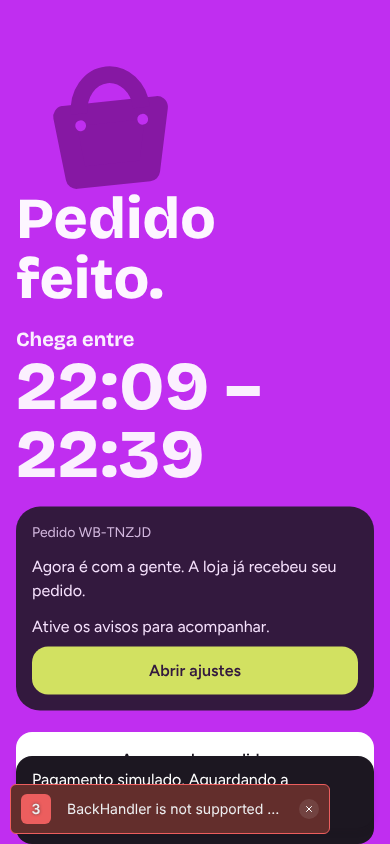 Pedido
feito.
Chega entre
22:09 –
22:39
Pedido WB-TNZJD
Agora é com a gente. A loja já recebeu seu
pedido.
Ative os avisos para acompanhar.
Abrir ajustes
Pagamento simulado. Aguardando a
3
BackHandler is not supported ...